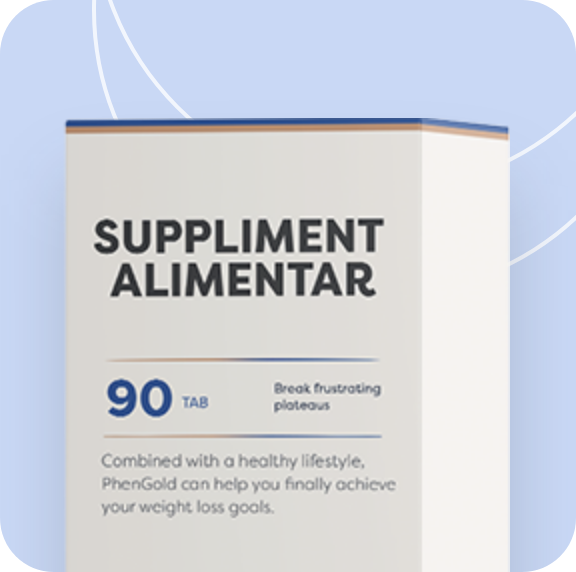 SUPPLIMENT
ALIMENTAR
90 TAB
Break frustrating
plateaus
Combined with a healthy lifestyle,
PhenGold can help you finally achieve
your weight loss goals.